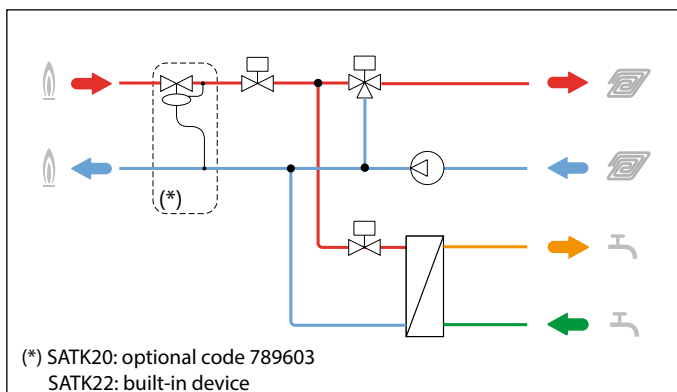 (*)
(*) SATK20: optional code 789603
SATK22: built-in device